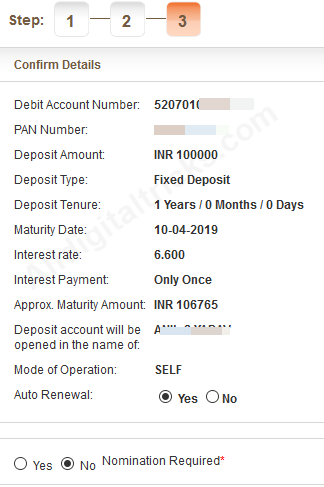 Step: 1 2 3
Confirm Details
Debit Account Number: 5207010
PAN Number:
Deposit Amount: INR 100000
Deposit Type: Fixed Deposit
Deposit Tenure: 1 Years / 0 Months / 0 Days
Maturity Date: 10-04-2019
Interest rate: 6.600
Interest Payment: Only Once
Approx. Maturity Amount: INR 106765
Deposit account will be
opened in the name of:
Mode of Operation: SELF
Auto Renewal: Yes No
Yes No Nomination Required*